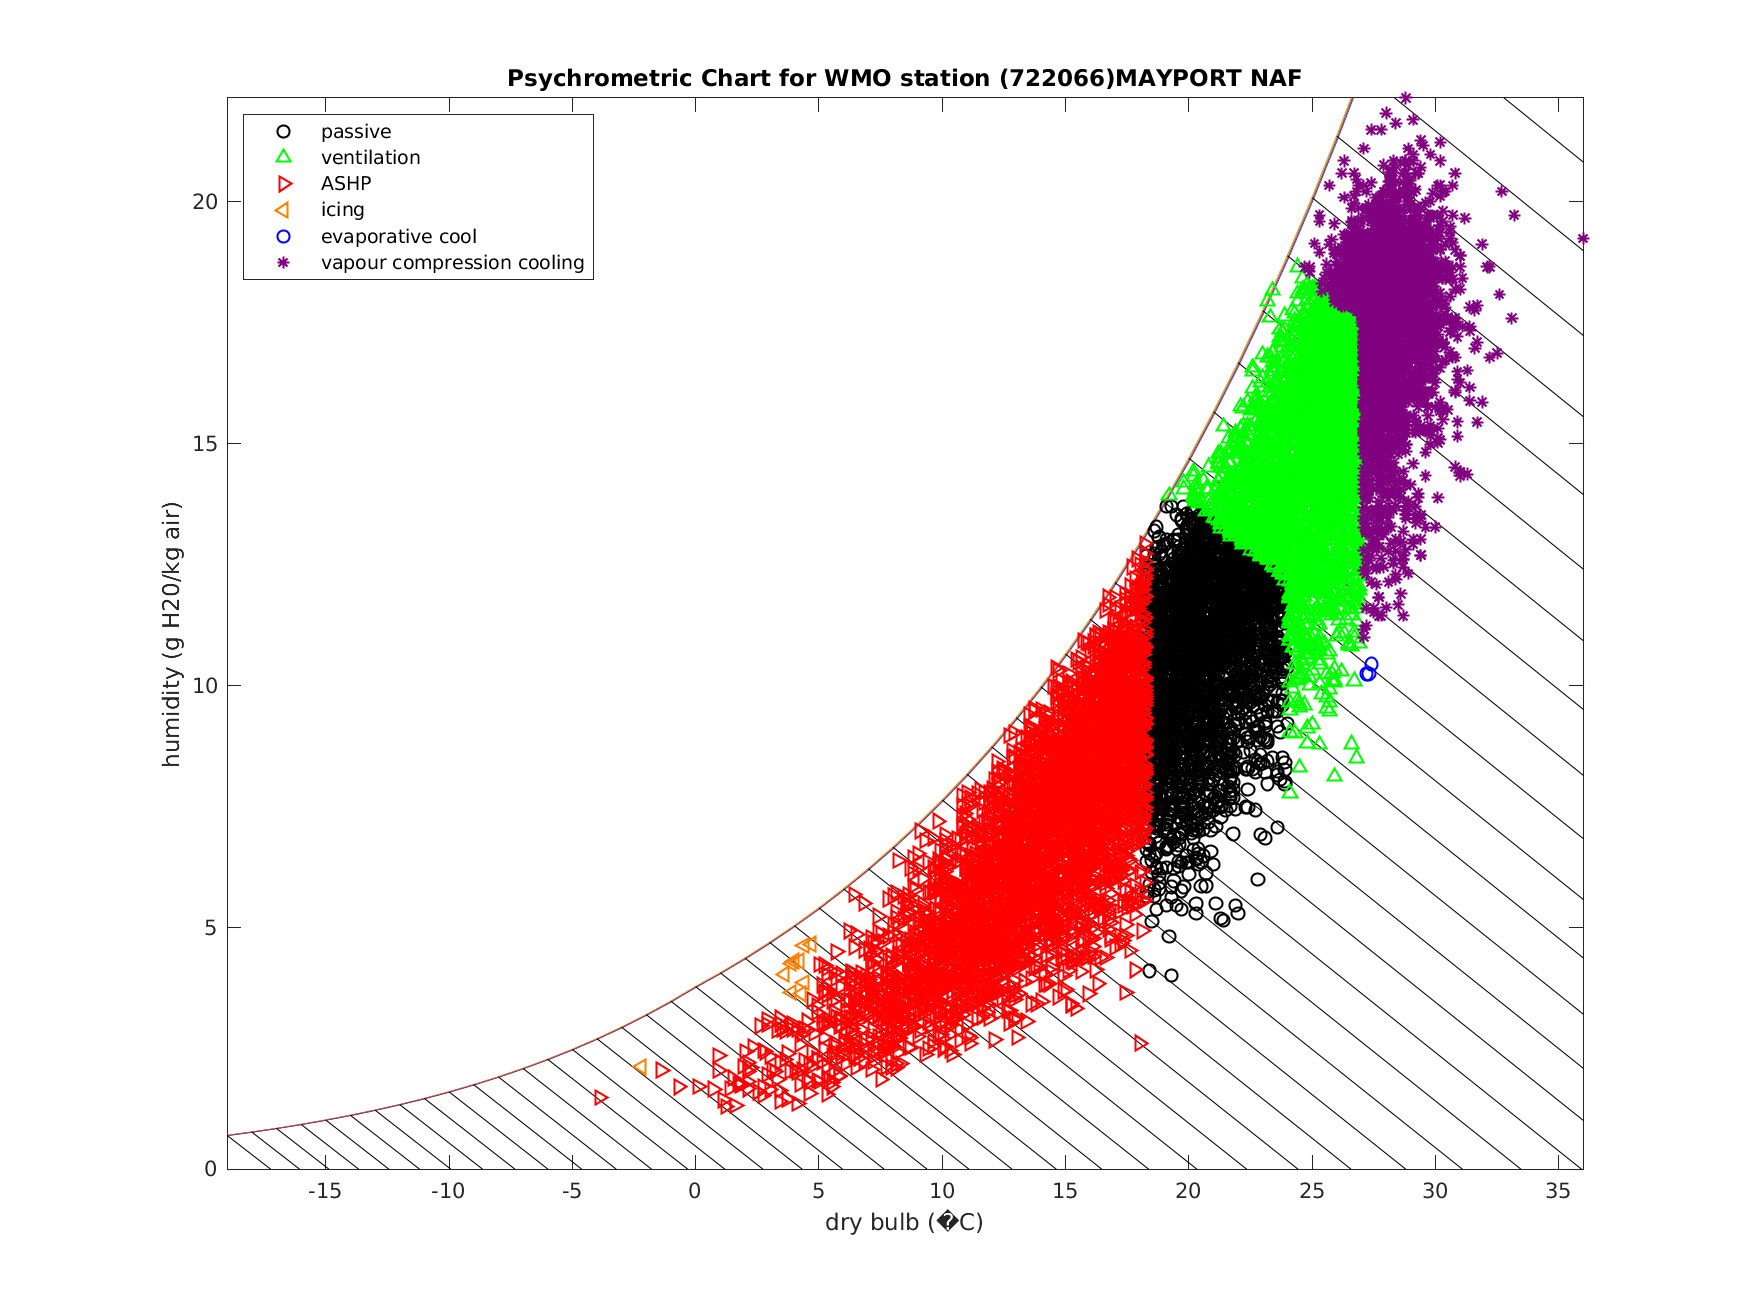 Psychrometric Chart for WMO station (722066)MAYPORT NAF
passive
ventilation
ASHP
icing
evaporative cool
vapour compression cooling
humidity (g H20/kg air)
20
15
10
5
0
-15 -10 -5 0 5 10 15 20 25 30 35
dry bulb (�C)